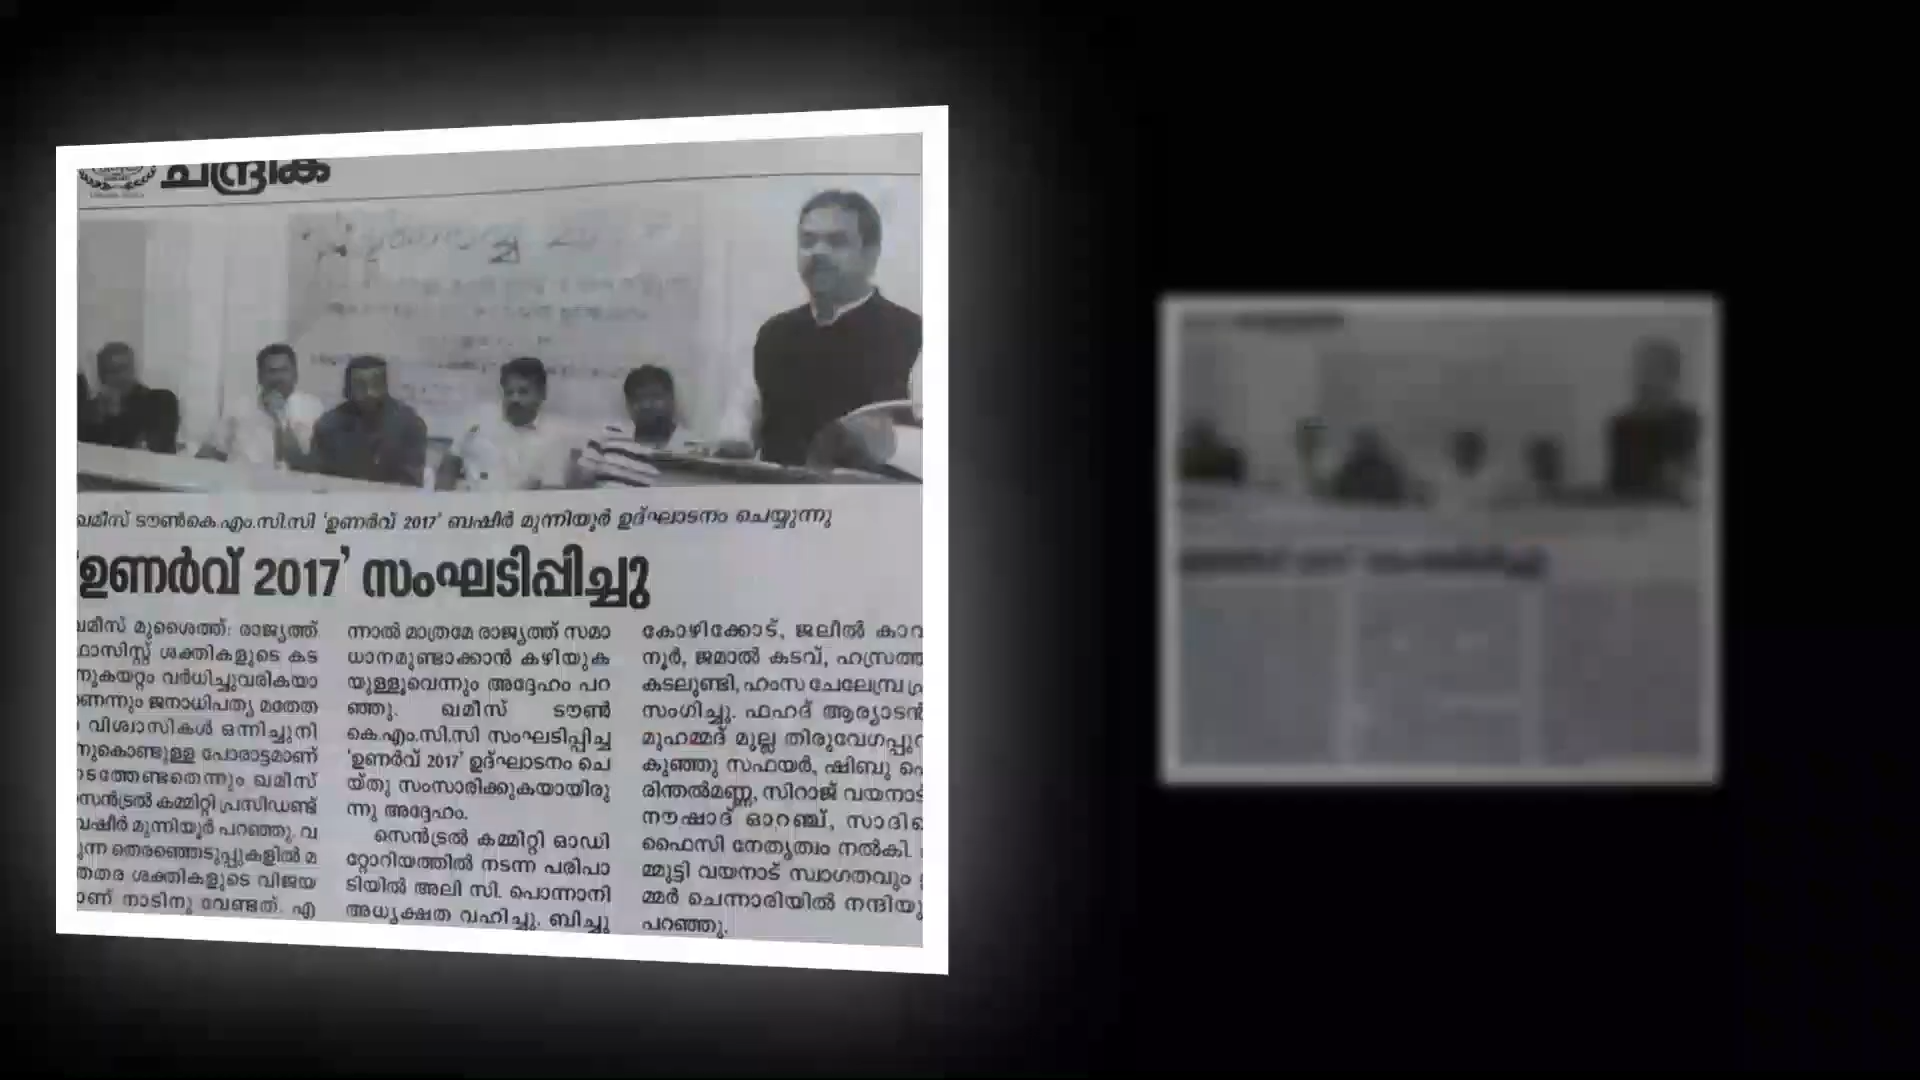 ചന്ദ്രിക
ഖമീസ് ടൗൺകെ.എം.സി.സി 'ഉണർവ് 2017' ബഷീർ മുന്നിയൂർ ഉദ്ഘാടനം ചെയ്യുന്നു
'ഉണർവ് 2017' സംഘടിപ്പിച്ചു
ഖമീസ് മുശൈത്ത്: രാജ്യത്ത്
ഫാസിസ്റ്റ് ശക്തികളുടെ കട
ന്നുകയറ്റം വർധിച്ചുവരികയാ
ണെന്നും ജനാധിപത്യ മതേത
വിശ്വാസികൾ ഒന്നിച്ചുനി
ന്നുകൊണ്ടുള്ള പോരാട്ടമാണ്
നടത്തേണ്ടതെന്നും ഖമീസ്
സെൻട്രൽ കമ്മിറ്റി പ്രസിഡണ്ട്
ബഷീർ മുന്നിയൂർ പറഞ്ഞു. വ
രുന്ന തെരഞ്ഞെടുപ്പുകളിൽ മ
തേതര ശക്തികളുടെ വിജയ
മാണ് നാടിനു വേണ്ടത്. എ
ന്നാൽ മാത്രമേ രാജ്യത്ത് സമാ
ധാനമുണ്ടാക്കാൻ കഴിയുക
യുള്ളൂവെന്നും അദ്ദേഹം പറ
ഞ്ഞു. ഖമീസ് ടൗൺ
കെ.എം.സി.സി സംഘടിപ്പിച്ച
'ഉണർവ് 2017' ഉദ്ഘാടനം ചെ
യ്തു സംസാരിക്കുകയായിരു
ന്നു അദ്ദേഹം.
സെൻട്രൽ കമ്മിറ്റി ഓഡി
റ്റോറിയത്തിൽ നടന്ന പരിപാ
ടിയിൽ അലി സി. പൊന്നാനി
അധ്യക്ഷത വഹിച്ചു. ബിച്ചു
കോഴിക്കോട്, ജലീൽ കാവ
നൂർ, ജമാൽ കടവ്, ഹസ്രത്ത
കടലുണ്ടി, ഹംസ ചേലേമ്പ്ര പ്ര
സംഗിച്ചു. ഫഹദ് ആര്യാടൻ
മുഹമ്മദ് മുല്ല തിരുവേഗപ്പുറ
കുഞ്ഞു സഫയർ, ഷിബു പെ
രിന്തൽമണ്ണ, സിറാജ് വയനാട്
നൗഷാദ് ഓറഞ്ച്, സാദിഖ
ഫൈസി നേതൃത്വം നൽകി.
മ്മുട്ടി വയനാട് സ്വാഗതവും
മ്മർ ചെന്നാരിയിൽ നന്ദിയു
പറഞ്ഞു.